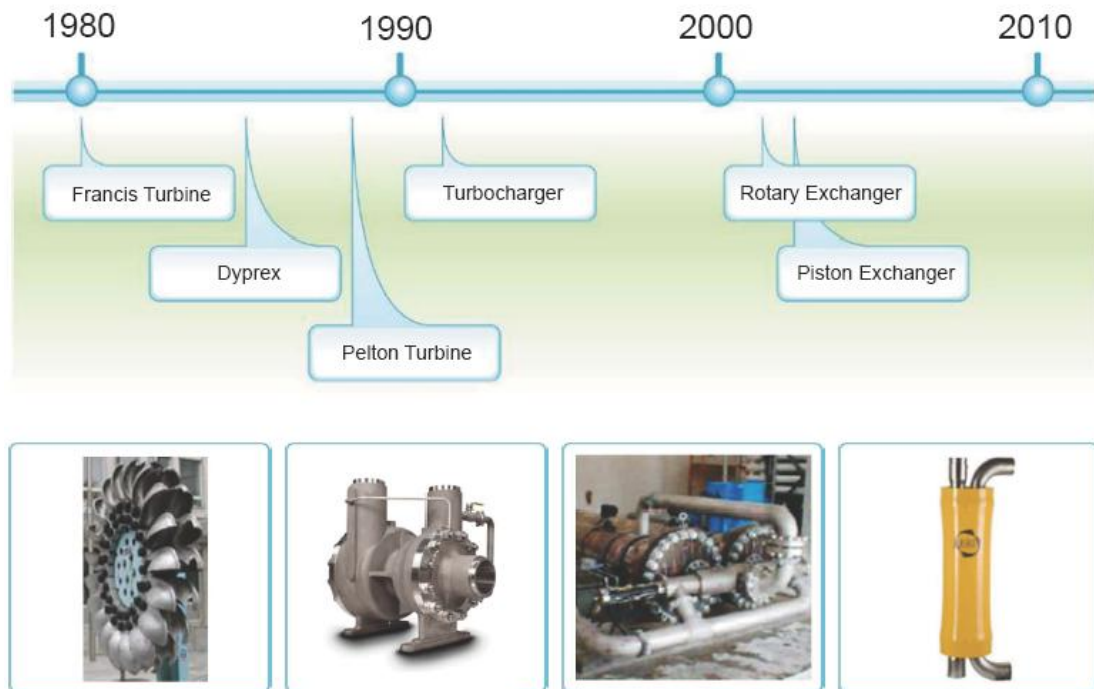 1980 1990 2000 2010
Francis Turbine
Turbocharger
Rotary Exchanger
Dyprex
Piston Exchanger
Pelton Turbine